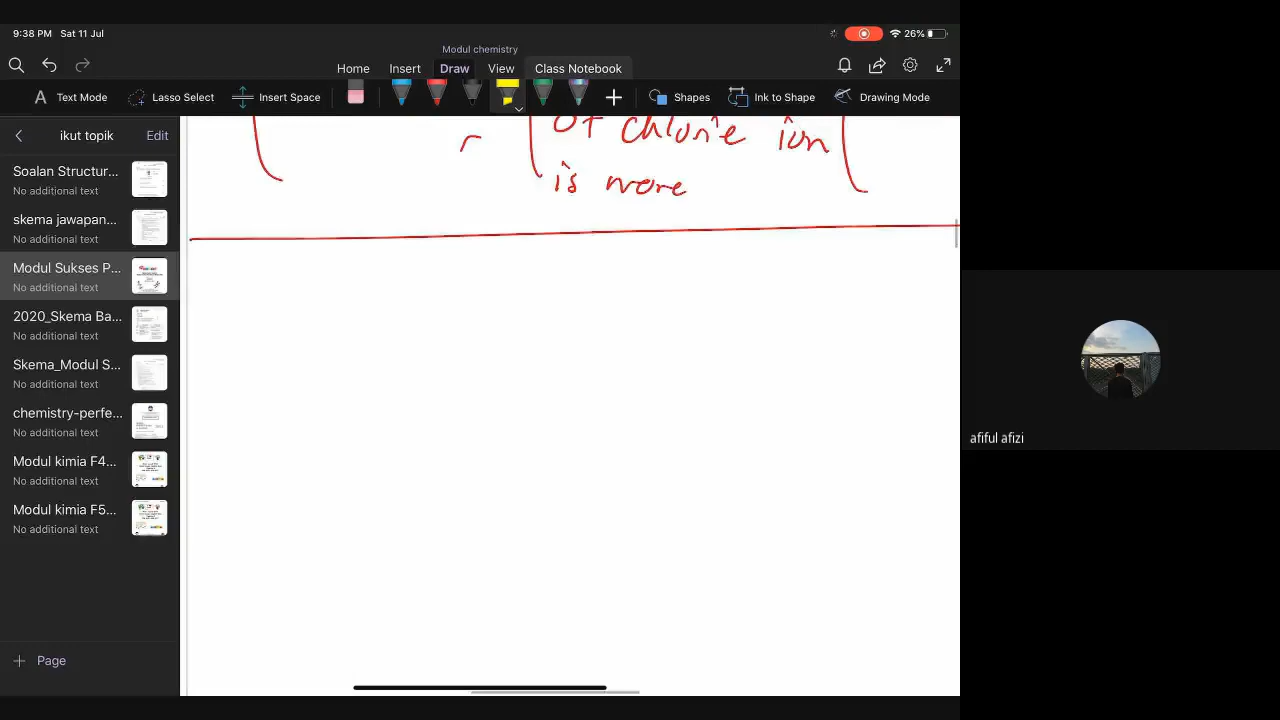 9:38 PM Sat 11 Jul
26%
Modul chemistry
Home Insert Draw View Class Notebook
A Text Mode Lasso Select Insert Space Shapes Ink to Shape Drawing Mode
ikut topik Edit
Soalan Structur...
No additional text
skema jawapan...
No additional text
Modul Sukses P...
No additional text
2020_Skema Ba...
No additional text
Skema_Modul S...
No additional text
chemistry-perfe...
No additional text
Modul kimia F4...
No additional text
Modul kimia F5...
No additional text
Page
of chlorie ion
is more
afiful afizi